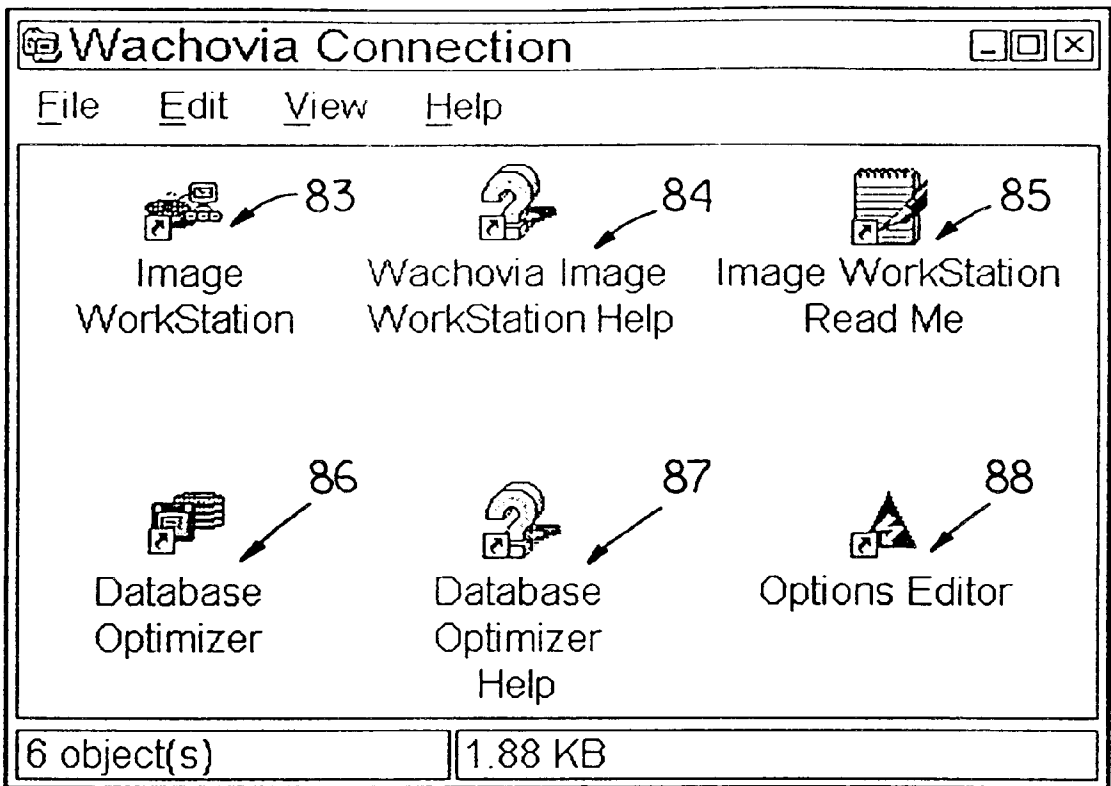 Wachovia Connection
File Edit View Help
83 84 85
Image
WorkStation
Wachovia Image
WorkStation Help
Image WorkStation
Read Me
86 87 88
Database
Optimizer
Database
Optimizer
Help
Options Editor
6 object(s) 1.88 KB